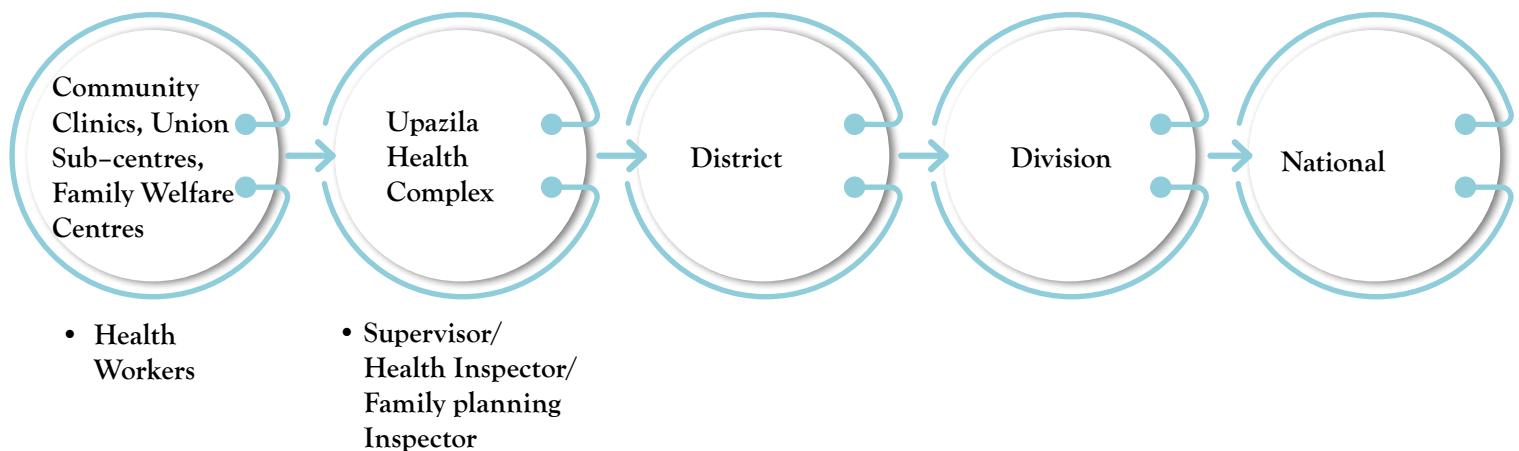 Community
Clinics, Union
Sub-centres,
Family Welfare
Centres
Upazila
Health
Complex
District
Division
National
• Health
Workers
• Supervisor/
Health Inspector/
Family planning
Inspector